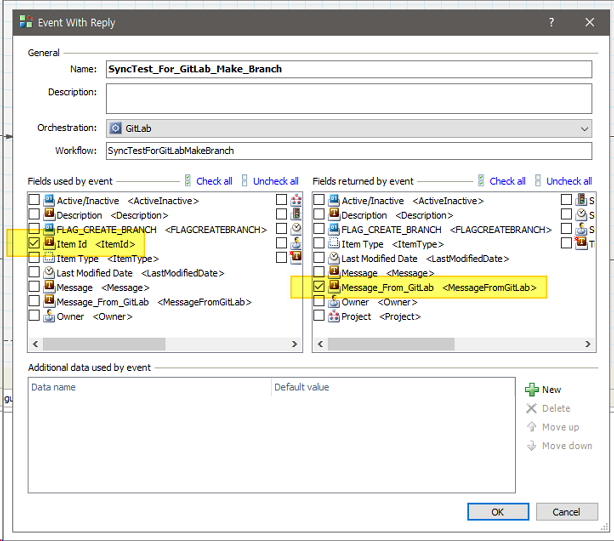 Event With Reply
General
Name: SyncTest_For_GitLab_Make_Branch
Description:
Orchestration: GitLab
Workflow: SyncTestForGitLabMakeBranch
Fields used by event Check all Uncheck all
Active/Inactive <ActiveInactive>
Description <Description>
FLAG_CREATE_BRANCH <FLAGCREATEBRANCH>
Item Id <ItemId>
Item Type <ItemType>
Last Modified Date <LastModifiedDate>
Message <Message>
Message_From_GitLab <MessageFromGitLab>
Owner <Owner>
Fields returned by event Check all Uncheck all
Active/Inactive <ActiveInactive>
Description <Description>
FLAG_CREATE_BRANCH <FLAGCREATEBRANCH>
Item Type <ItemType>
Last Modified Date <LastModifiedDate>
Message <Message>
Message_From_GitLab <MessageFromGitLab>
Owner <Owner>
Project <Project>
S
S
S
T
Additional data used by event
Data name Default value
New
Delete
Move up
Move down
OK Cancel